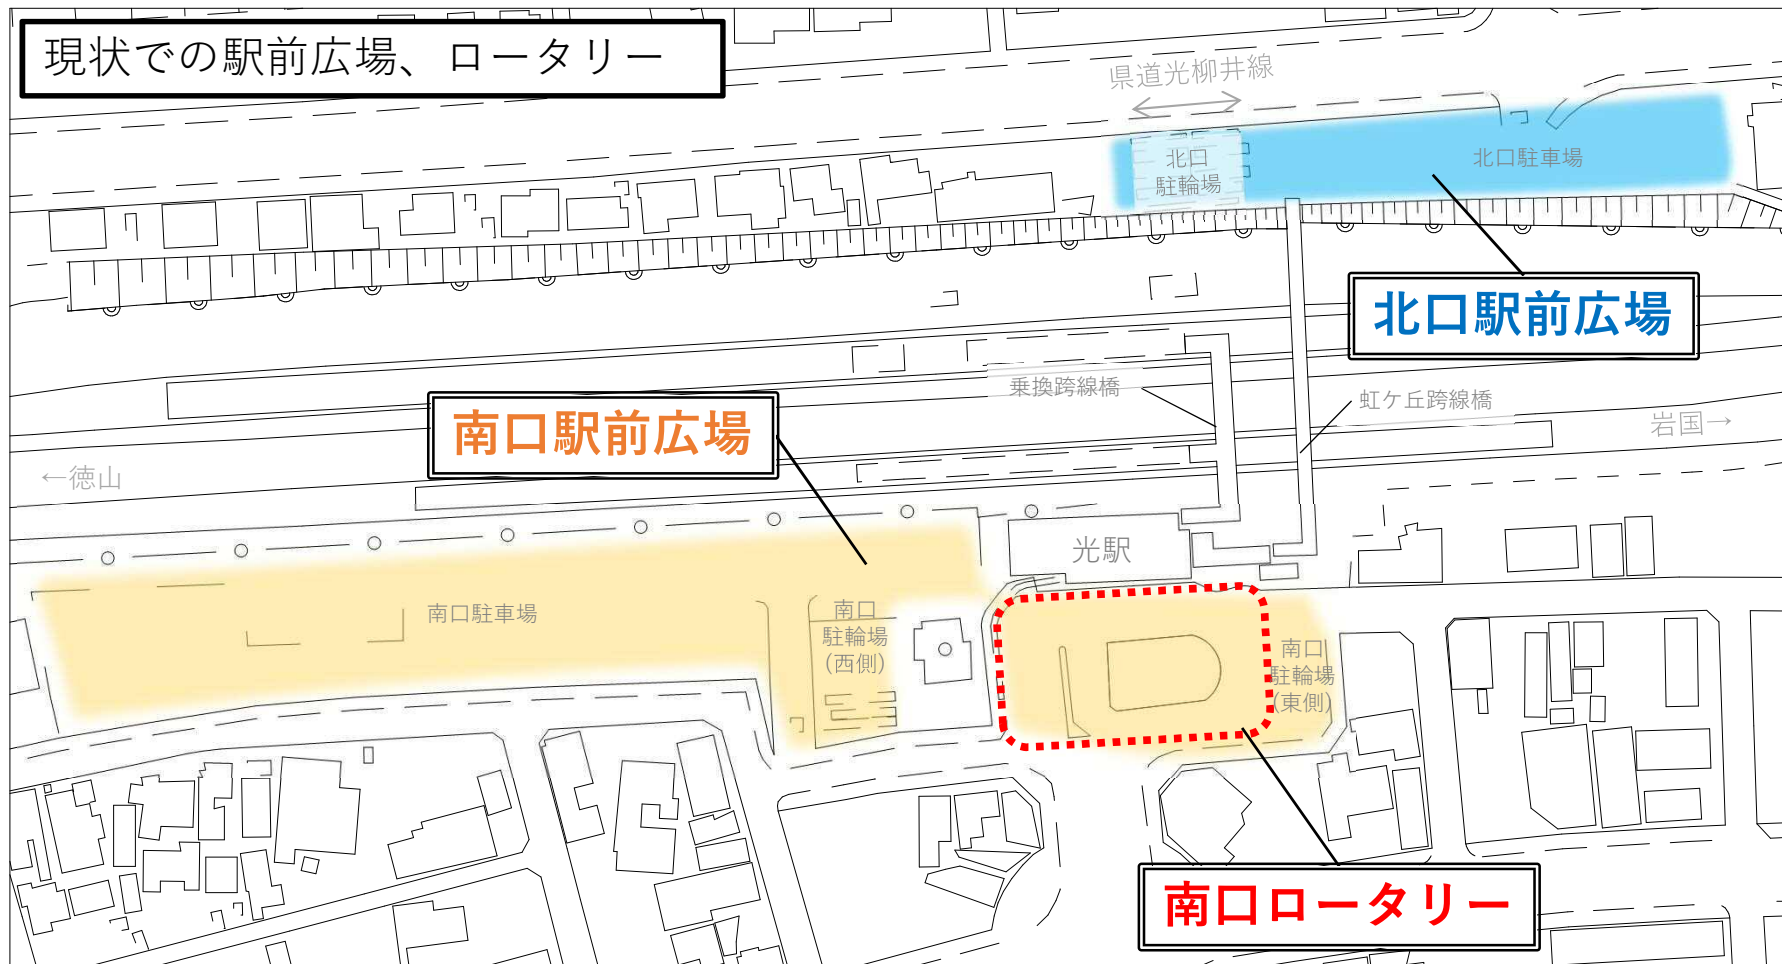 現状での駅前広場、ロータリー
県道光柳井線
北口
駐輪場
北口駐車場
北口駅前広場
乗換跨線橋
虹ケ丘跨線橋
岩国→
南口駅前広場
←徳山
光駅
南口駐車場
南口
駐輪場
(西側)
南口
駐輪場
(東側)
南口ロータリー